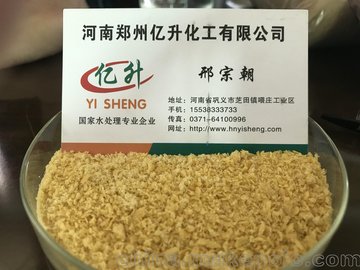 河南郑州亿升化工有限公司
亿升
YI SHENG
国家水处理专业企业
邢宗朝
地址：河南省巩义市芝田镇喂庄工业区
手机：15538333733
传真：0371-64100996
网址：http://www.hnyisheng.com